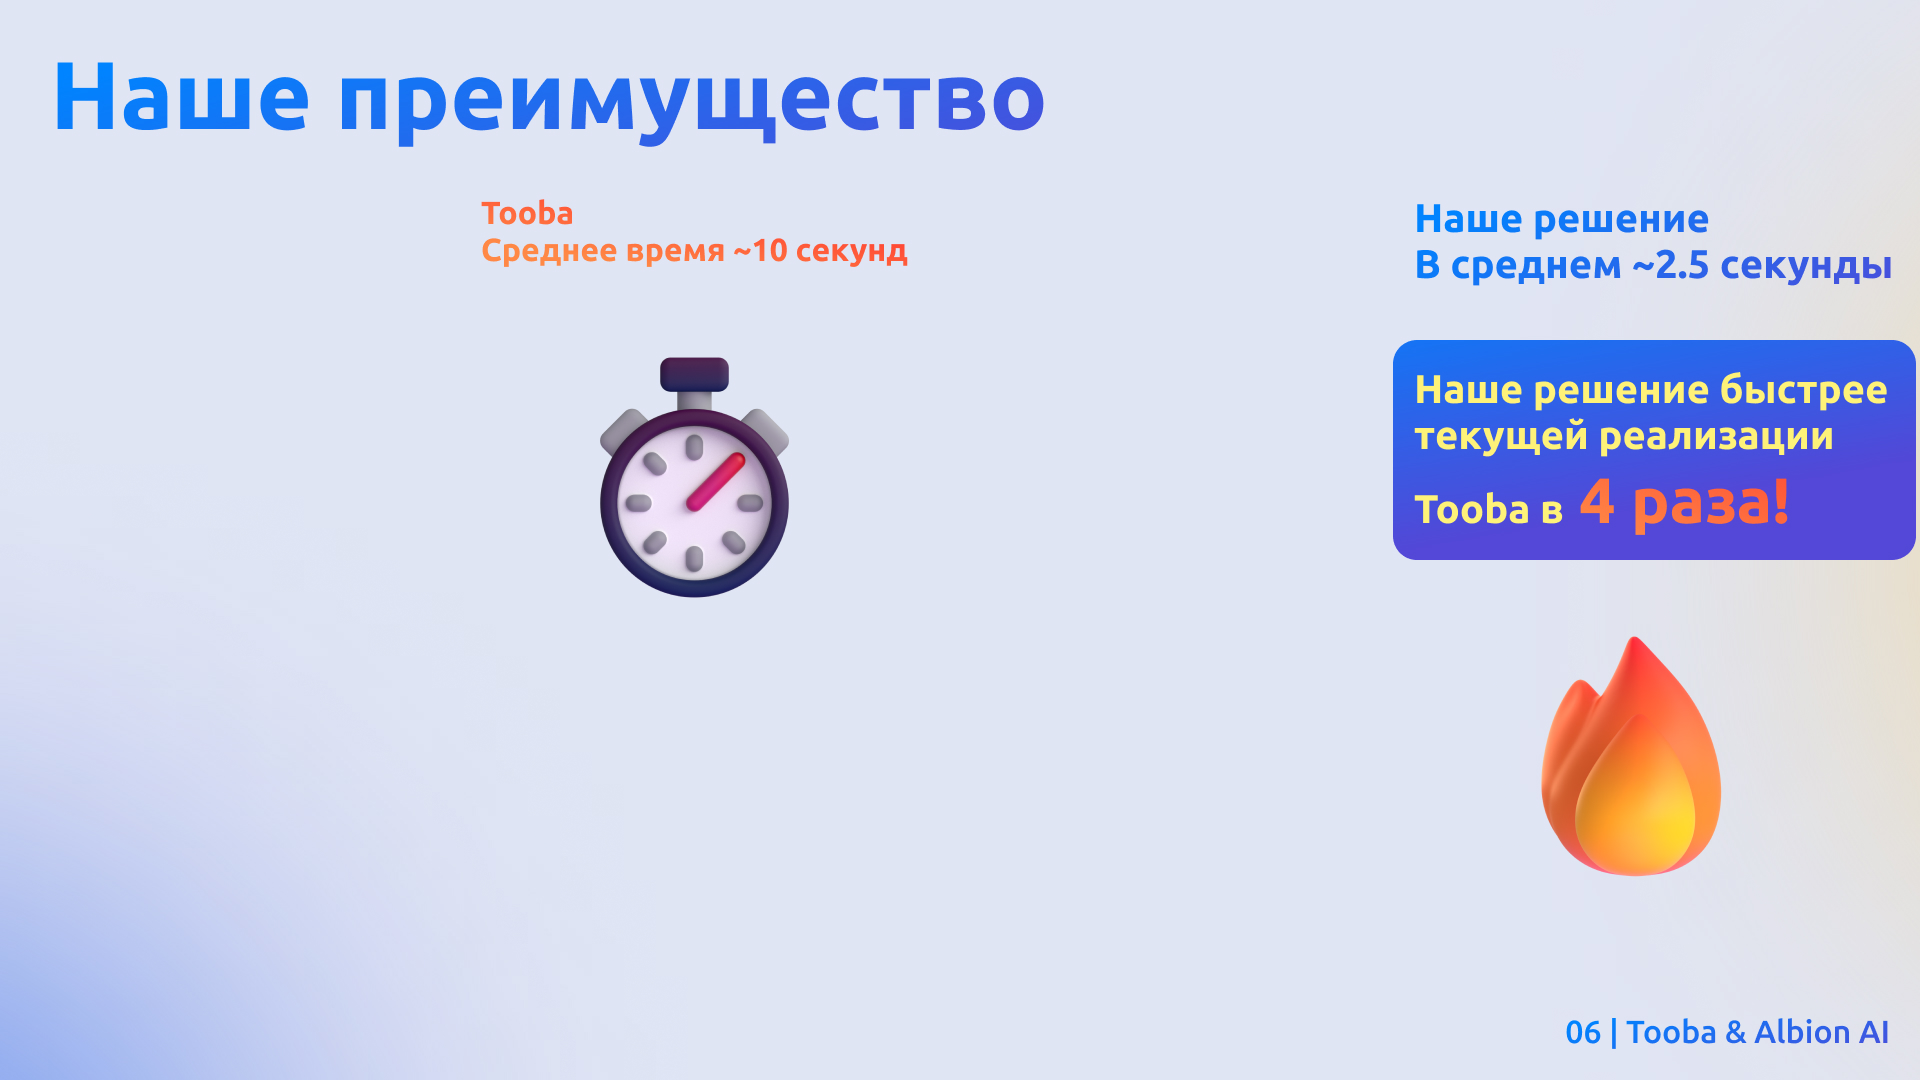 Наше преимущество
Tooba
Среднее время ~10 секунд
Наше решение
В среднем ~2.5 секунды
Наше решение быстрее
текущей реализации
Tooba в 4 раза!
06 | Tooba & Albion AI